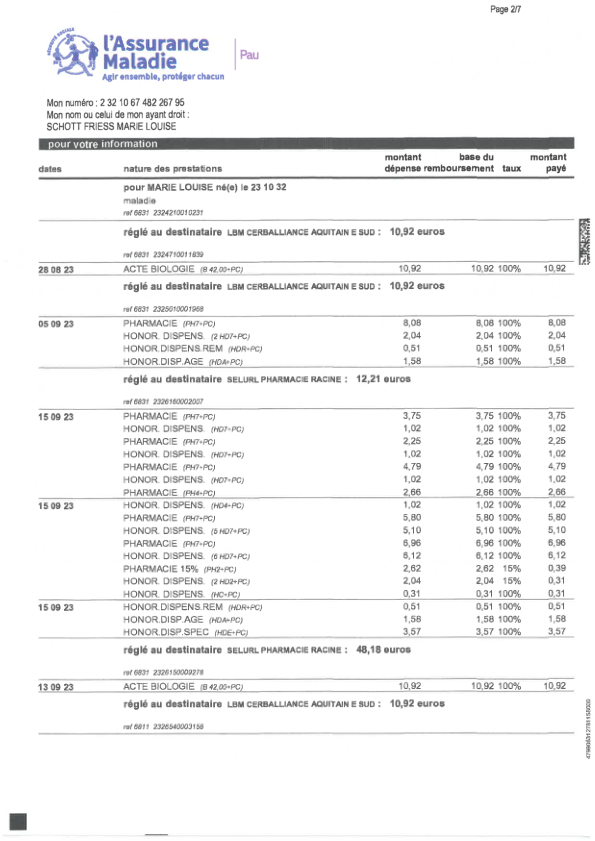 Page 2/7
SÉCURITÉ SOCIALE
l'Assurance
Maladie
Agir ensemble, protéger chacun
Pau
Mon numéro : 2 32 10 67 482 267 95
Mon nom ou celui de mon ayant droit :
SCHOTT FRIESS MARIE LOUISE
pour votre information
dates nature des prestations montant dépense base du remboursement taux montant payé
pour MARIE LOUISE né(e) le 23 10 32
maladie
ref 6831 2324210010231
réglé au destinataire LBM CERBALLIANCE AQUITAIN E SUD : 10,92 euros
ref 6831 2324710011639
28 08 23 ACTE BIOLOGIE (B 42,00+PC) 10,92 10,92 100% 10,92
réglé au destinataire LBM CERBALLIANCE AQUITAIN E SUD : 10,92 euros
ref 6831 2325010001968
05 09 23 PHARMACIE (PH7+PC) 8,08 8,08 100% 8,08
HONOR. DISPENS. (2 HD7+PC) 2,04 2,04 100% 2,04
HONOR.DISPENS.REM (HDR+PC) 0,51 0,51 100% 0,51
HONOR.DISP.AGE (HDA+PC) 1,58 1,58 100% 1,58
réglé au destinataire SELURL PHARMACIE RACINE : 12,21 euros
ref 6831 2326160002007
15 09 23 PHARMACIE (PH7+PC) 3,75 3,75 100% 3,75
HONOR. DISPENS. (HD7+PC) 1,02 1,02 100% 1,02
PHARMACIE (PH7+PC) 2,25 2,25 100% 2,25
HONOR. DISPENS. (HD7+PC) 1,02 1,02 100% 1,02
PHARMACIE (PH7+PC) 4,79 4,79 100% 4,79
HONOR. DISPENS. (HD7+PC) 1,02 1,02 100% 1,02
PHARMACIE (PH4+PC) 2,66 2,66 100% 2,66
15 09 23 HONOR. DISPENS. (HD4+PC) 1,02 1,02 100% 1,02
PHARMACIE (PH7+PC) 5,80 5,80 100% 5,80
HONOR. DISPENS. (5 HD7+PC) 5,10 5,10 100% 5,10
PHARMACIE (PH7+PC) 6,96 6,96 100% 6,96
HONOR. DISPENS. (6 HD7+PC) 6,12 6,12 100% 6,12
PHARMACIE 15% (PH2+PC) 2,62 2,62 15% 0,39
HONOR. DISPENS. (2 HD2+PC) 2,04 2,04 15% 0,31
HONOR. DISPENS. (HC+PC) 0,31 0,31 100% 0,31
15 09 23 HONOR.DISPENS.REM (HDR+PC) 0,51 0,51 100% 0,51
HONOR.DISP.AGE (HDA+PC) 1,58 1,58 100% 1,58
HONOR.DISP.SPEC (HDE+PC) 3,57 3,57 100% 3,57
réglé au destinataire SELURL PHARMACIE RACINE : 48,18 euros
ref 6831 2326150009276
13 09 23 ACTE BIOLOGIE (B 42,00+PC) 10,92 10,92 100% 10,92
réglé au destinataire LBM CERBALLIANCE AQUITAIN E SUD : 10,92 euros
ref 6811 2326540003158